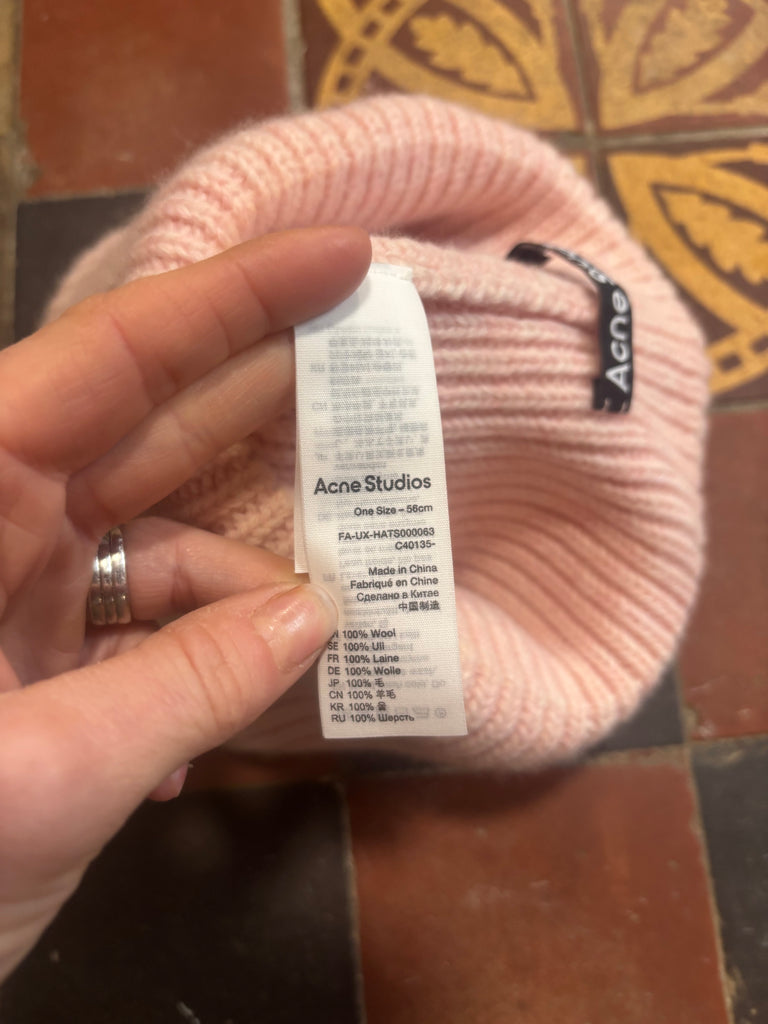 Acne
Acne Studios
One Size – 56cm
FA-UX-HATS000063
C40135-
Made in China
Fabriqué en Chine
Сделано в Китае
中国制造
100% Wool
SE 100% Ull
FR 100% Laine
DE 100% Wolle
JP 100% 毛
CN 100% 羊毛
KR 100% 울
RU 100% Шерсть